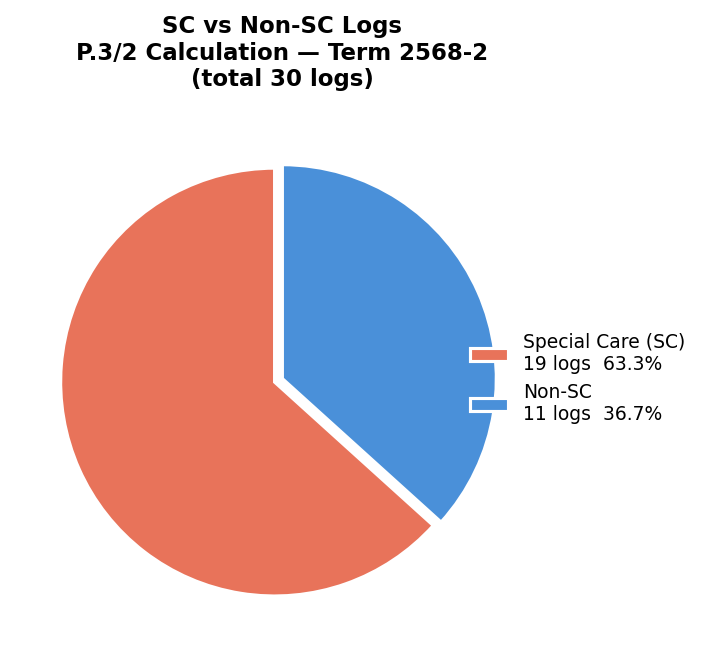 SC vs Non-SC Logs
P.3/2 Calculation — Term 2568-2
(total 30 logs)
Special Care (SC)
19 logs  63.3%
Non-SC
11 logs  36.7%